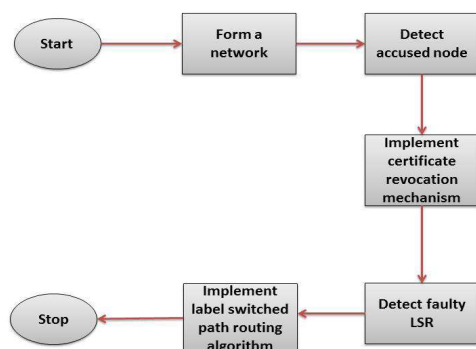 Start
Form a
network
Detect
accused node
Implement
certificate
revocation
mechanism
Detect faulty
LSR
Implement
label switched
path routing
algorithm
Stop